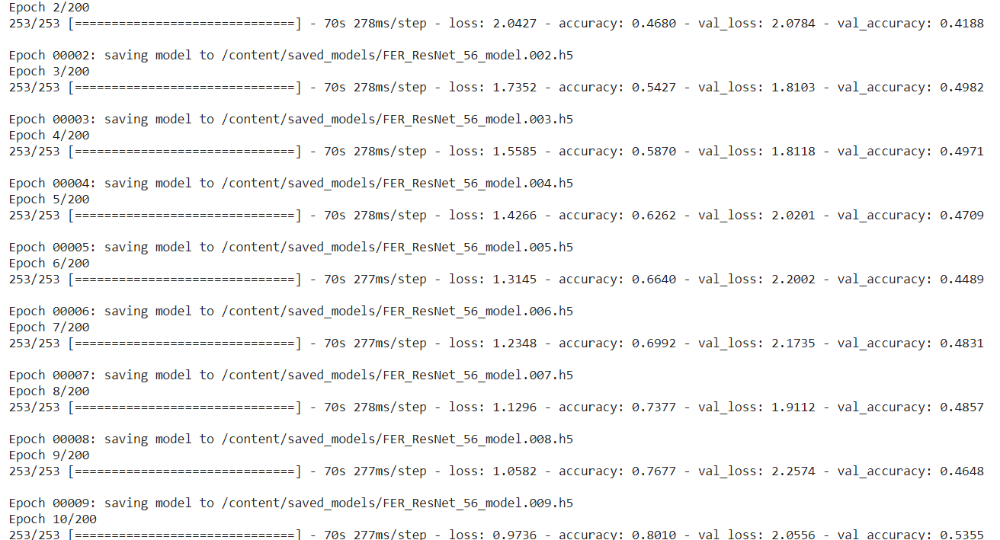 Epoch 2/200
253/253 [==============================] - 70s 278ms/step - loss: 2.0427 - accuracy: 0.4680 - val_loss: 2.0784 - val_accuracy: 0.4188
Epoch 00002: saving model to /content/saved_models/FER_ResNet_56_model.002.h5
Epoch 3/200
253/253 [==============================] - 70s 278ms/step - loss: 1.7352 - accuracy: 0.5427 - val_loss: 1.8103 - val_accuracy: 0.4982
Epoch 00003: saving model to /content/saved_models/FER_ResNet_56_model.003.h5
Epoch 4/200
253/253 [==============================] - 70s 278ms/step - loss: 1.5585 - accuracy: 0.5870 - val_loss: 1.8118 - val_accuracy: 0.4971
Epoch 00004: saving model to /content/saved_models/FER_ResNet_56_model.004.h5
Epoch 5/200
253/253 [==============================] - 70s 278ms/step - loss: 1.4266 - accuracy: 0.6262 - val_loss: 2.0201 - val_accuracy: 0.4709
Epoch 00005: saving model to /content/saved_models/FER_ResNet_56_model.005.h5
Epoch 6/200
253/253 [==============================] - 70s 277ms/step - loss: 1.3145 - accuracy: 0.6640 - val_loss: 2.2002 - val_accuracy: 0.4489
Epoch 00006: saving model to /content/saved_models/FER_ResNet_56_model.006.h5
Epoch 7/200
253/253 [==============================] - 70s 277ms/step - loss: 1.2348 - accuracy: 0.6992 - val_loss: 2.1735 - val_accuracy: 0.4831
Epoch 00007: saving model to /content/saved_models/FER_ResNet_56_model.007.h5
Epoch 8/200
253/253 [==============================] - 70s 278ms/step - loss: 1.1296 - accuracy: 0.7377 - val_loss: 1.9112 - val_accuracy: 0.4857
Epoch 00008: saving model to /content/saved_models/FER_ResNet_56_model.008.h5
Epoch 9/200
253/253 [==============================] - 70s 277ms/step - loss: 1.0582 - accuracy: 0.7677 - val_loss: 2.2574 - val_accuracy: 0.4648
Epoch 00009: saving model to /content/saved_models/FER_ResNet_56_model.009.h5
Epoch 10/200
253/253 [==============================] - 70s 277ms/step - loss: 0.9736 - accuracy: 0.8010 - val_loss: 2.0556 - val_accuracy: 0.5355